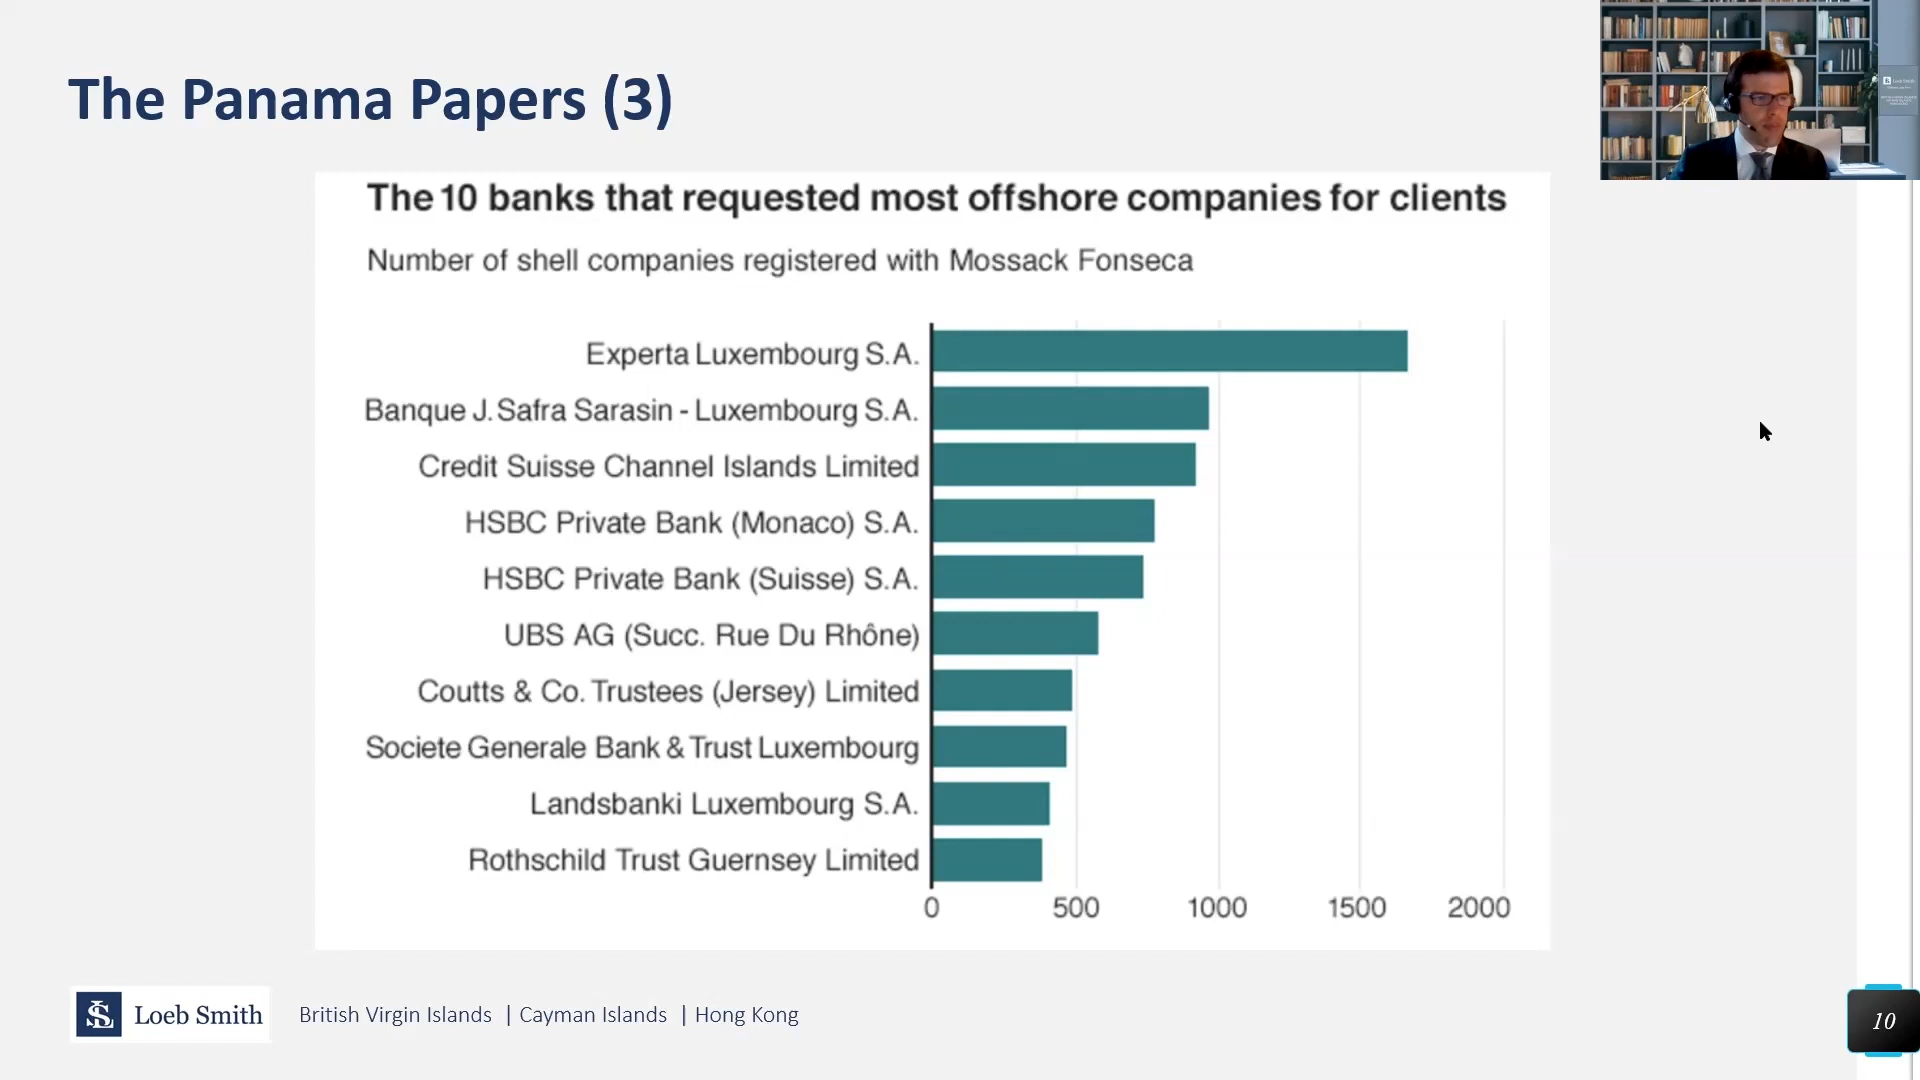 The Panama Papers (3)
The 10 banks that requested most offshore companies for clients
Number of shell companies registered with Mossack Fonseca
Experta Luxembourg S.A.
Banque J. Safra Sarasin - Luxembourg S.A.
Credit Suisse Channel Islands Limited
HSBC Private Bank (Monaco) S.A.
HSBC Private Bank (Suisse) S.A.
UBS AG (Succ. Rue Du Rhône)
Coutts & Co. Trustees (Jersey) Limited
Societe Generale Bank & Trust Luxembourg
Landsbanki Luxembourg S.A.
Rothschild Trust Guernsey Limited
0 500 1000 1500 2000
Loeb Smith
British Virgin Islands | Cayman Islands | Hong Kong
10